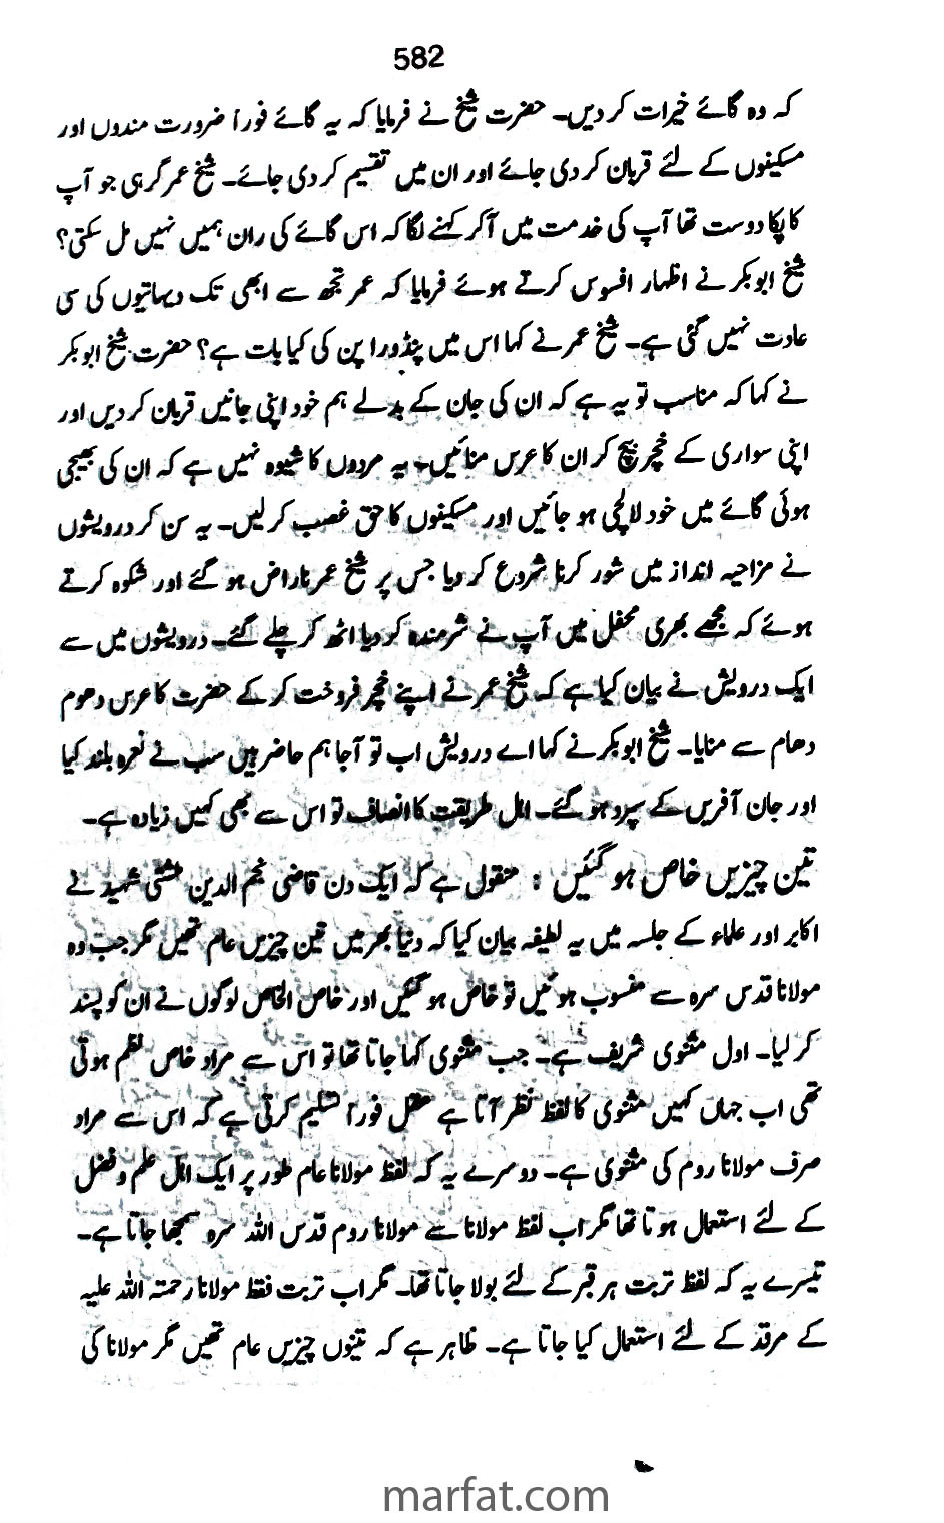 582
کہ وہ گائے خیرات کر دیں۔ حضرت شیخ نے فرمایا کہ یہ گائے فوراً ضرورت مندوں اور
مسکینوں کے لئے قربان کر دی جائے اور ان میں تقسیم کر دی جائے۔ شیخ عمر گرہی جو آپ
کا پکا دوست تھا آپ کی خدمت میں آ کر کہنے لگا کہ اس گائے کی ران ہمیں نہیں مل سکتی؟
شیخ ابوبکر نے اظہار افسوس کرتے ہوئے فرمایا کہ عمر تجھ سے ابھی تک دیہاتیوں کی سی
عادت نہیں گئی ہے۔ شیخ عمر نے کہا اس میں پنڈورا پن کی کیا بات ہے؟ حضرت شیخ ابوبکر
نے کہا کہ مناسب تو یہ ہے کہ ان کی جان کے بدلے ہم خود اپنی جانیں قربان کر دیں اور
اپنی سواری کے خچر بیچ کر ان کا عرس منائیں۔ یہ مردوں کا شیوہ نہیں ہے کہ ان کی بھیجی
ہوئی گائے میں خود لالچی ہو جائیں اور مسکینوں کا حق غصب کر لیں۔ یہ سن کر درویشوں
نے مزاحیہ انداز میں شور کرنا شروع کر دیا جس پر شیخ عمر ناراض ہو گئے اور شکوہ کرتے
ہوئے کہ مجھے بھری محفل میں آپ نے شرمندہ کر دیا اٹھ کر چلے گئے۔ درویشوں میں سے
ایک درویش نے بیان کیا ہے کہ شیخ عمر نے اپنے خچر فروخت کر کے حضرت کا عرس دھوم
دھام سے منایا۔ شیخ ابوبکر نے کہا اے درویش اب تو آ جا ہم حاضر ہیں سب نے نعرہ بلند کیا
اور جان آفریں کے سپرد ہو گئے۔ اہل طریقت کا انصاف تو اس سے بھی کہیں زیادہ ہے۔
تین چیزیں خاص ہو گئیں : منقول ہے کہ ایک دن قاضی نجم الدین طشتی شہید نے
اکابر اور علماء کے جلسہ میں یہ لطیفہ بیان کیا کہ دنیا بھر میں تین چیزیں عام تھیں مگر جب وہ
مولانا قدس سرہ سے منسوب ہوئیں تو خاص ہو گئیں اور خاص الخاص لوگوں نے ان کو پسند
کر لیا۔ اول مثنوی شریف ہے۔ جب مثنوی کہا جاتا تھا تو اس سے مراد خاص نظم ہوتی
تھی اب جہاں کہیں مثنوی کا لفظ نظر آتا ہے عقل فوراً تسلیم کرتی ہے کہ اس سے مراد
صرف مولانا روم کی مثنوی ہے۔ دوسرے یہ کہ لفظ مولانا عام طور پر ایک اہل علم و فضل
کے لئے استعمال ہوتا تھا مگر اب لفظ مولانا سے مولانا روم قدس اللہ سرہ سمجھا جاتا ہے۔
تیسرے یہ کہ لفظ تربت ہر قبر کے لئے بولا جاتا تھا۔ مگر اب تربت فقط مولانا رحمتہ اللہ علیہ
کے مرقد کے لئے استعمال کیا جاتا ہے۔ ظاہر ہے کہ تینوں چیزیں عام تھیں مگر مولانا کی
marfat.com